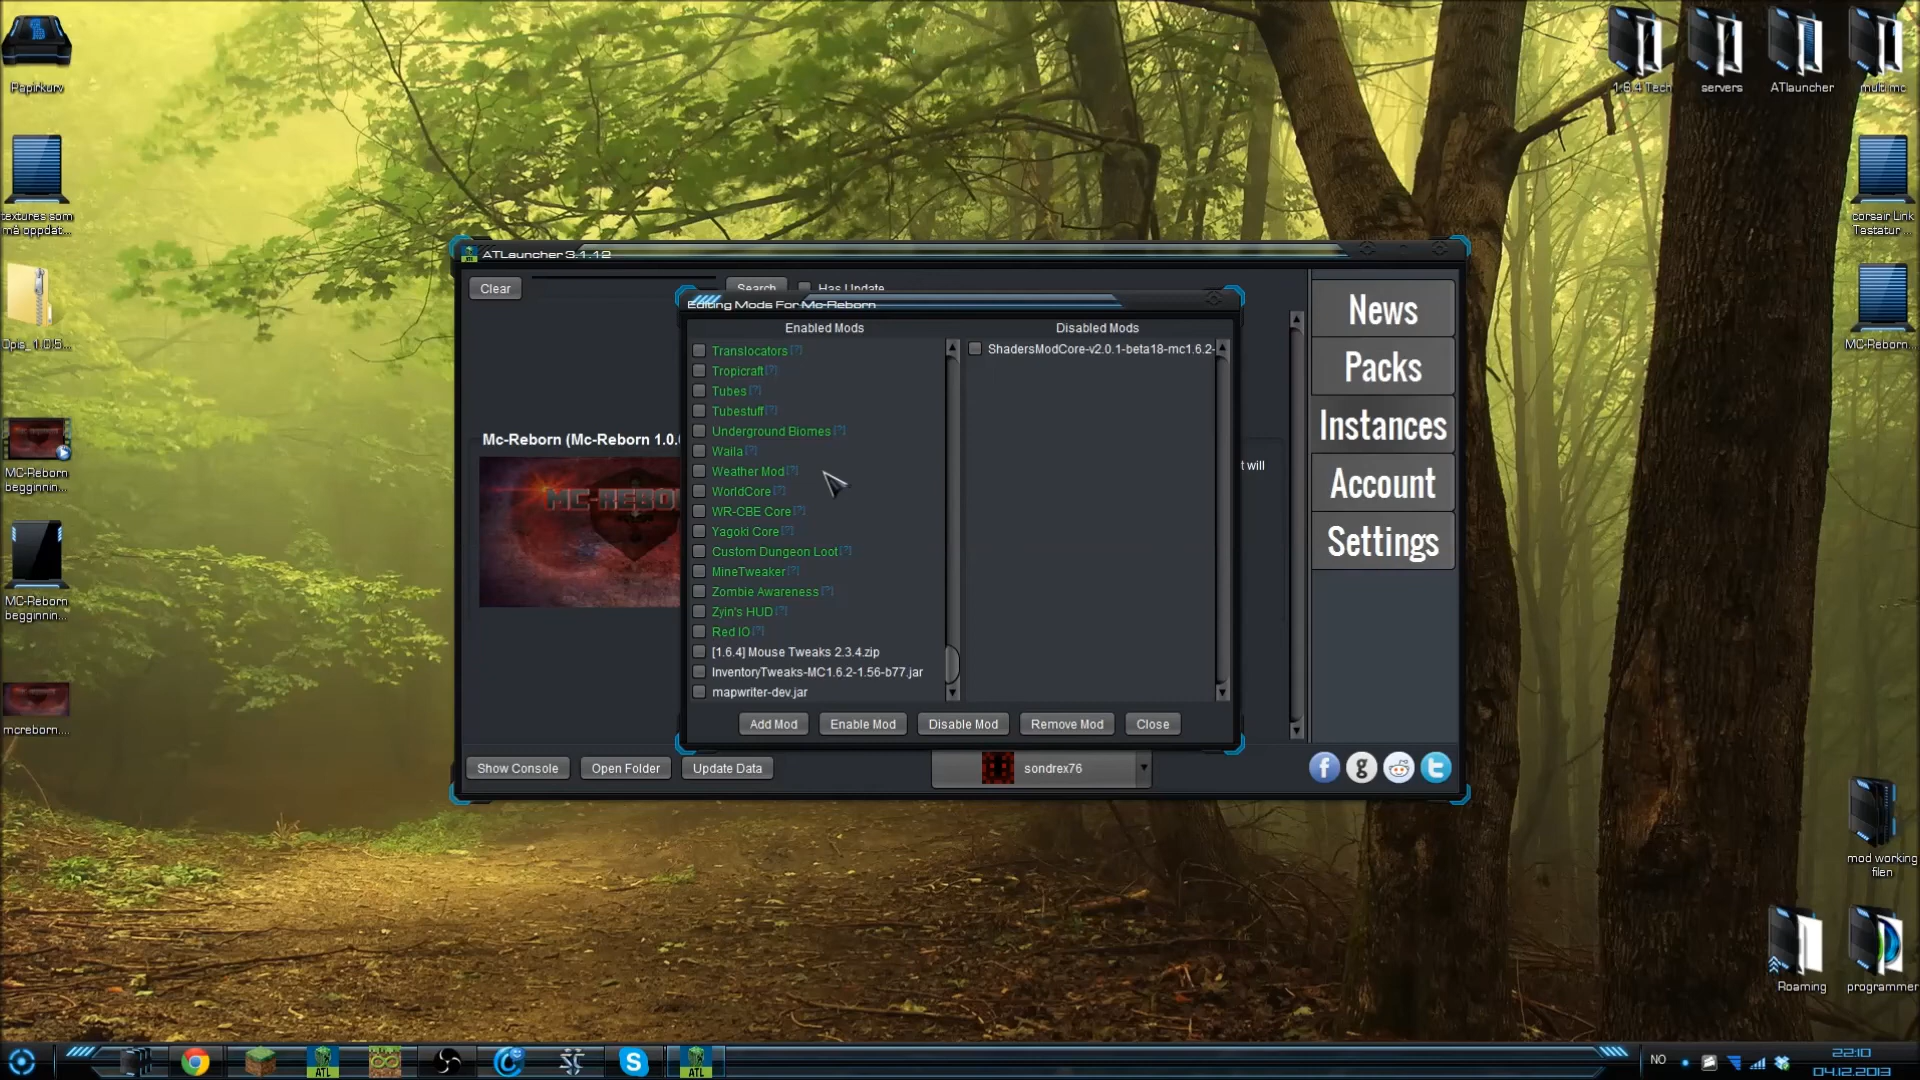 Papirkurv
textures som
må oppdat...
Opis_1.0.5...
MC-Reborn
begginnin...
MC-Reborn
begginnin...
mcreborn....
1.6.4 Tech
servers
ATlauncher
multi mc
corsair Link
Tastatur ...
MC-Reborn...
mod working
filen
Roaming
programmer
ATLauncher 3.1.12
Clear
Search
Has Update
Mc-Reborn (Mc-Reborn 1.0.
MC-REBO
t will
Editing Mods For Mc-Reborn
Enabled Mods
Disabled Mods
Translocators[?]
Tropicraft[?]
Tubes[?]
Tubestuff[?]
Underground Biomes[?]
Waila[?]
Weather Mod[?]
WorldCore[?]
WR-CBE Core[?]
Yagoki Core[?]
Custom Dungeon Loot[?]
MineTweaker[?]
Zombie Awareness[?]
Zyin's HUD[?]
Red IO[?]
[1.6.4] Mouse Tweaks 2.3.4.zip
InventoryTweaks-MC1.6.2-1.56-b77.jar
mapwriter-dev.jar
ShadersModCore-v2.0.1-beta18-mc1.6.2-
Add Mod
Enable Mod
Disable Mod
Remove Mod
Close
News
Packs
Instances
Account
Settings
Show Console
Open Folder
Update Data
sondrex76
f
g
ATL
ATL
NO
22:10
04.12.2013